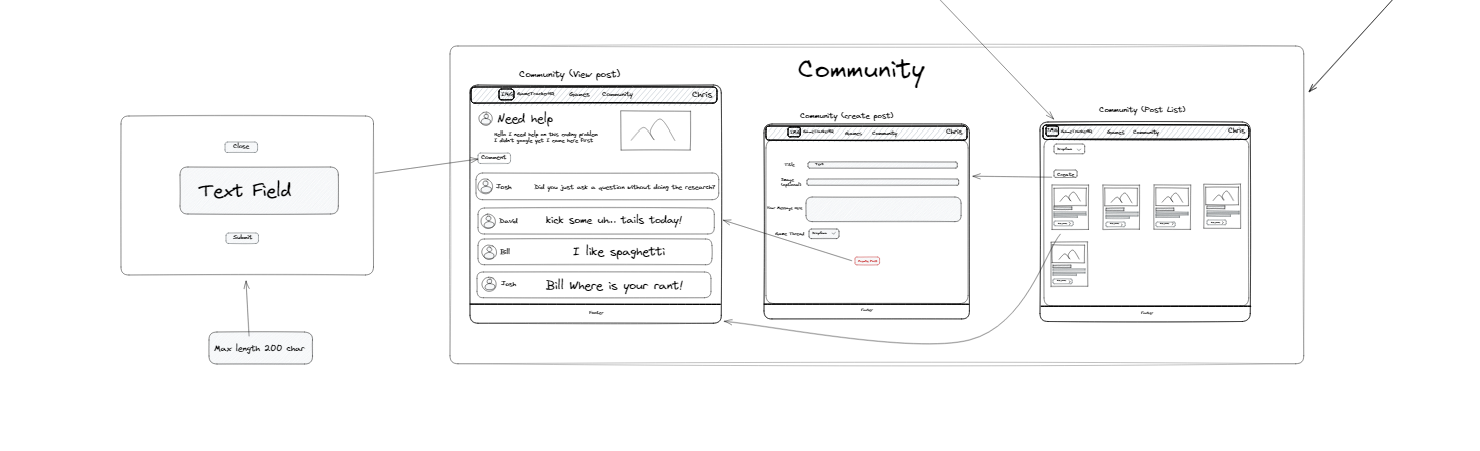 Community
Community (View post)
IMG GameTrackerHQ Games Community Chris
Need help
Hello I need help on this coding problem
I didn't google yet I came here first
Comment
Josh Did you just ask a question without doing the research?
David kick some uh... tails today!
Bill I like spaghetti
Josh Bill Where is your rant!
Footer
Close
Text Field
Submit
Max length 200 char
Community (create post)
IMG Games Community Chris
Title Text
Image
(optional)
Your Message Here
Game Thread Dropdown
Create Post
Footer
Community (Post List)
IMG Games Community Chris
Dropdown
Create
Footer